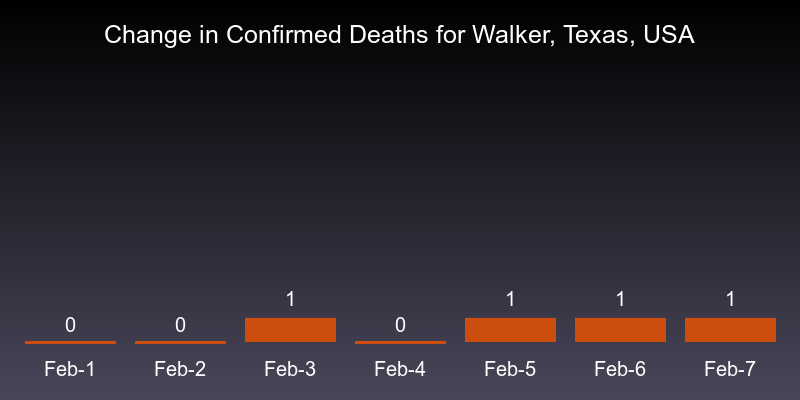 Change in Confirmed Deaths for Walker, Texas, USA
0 0 1 0 1 1 1
Feb-1 Feb-2 Feb-3 Feb-4 Feb-5 Feb-6 Feb-7